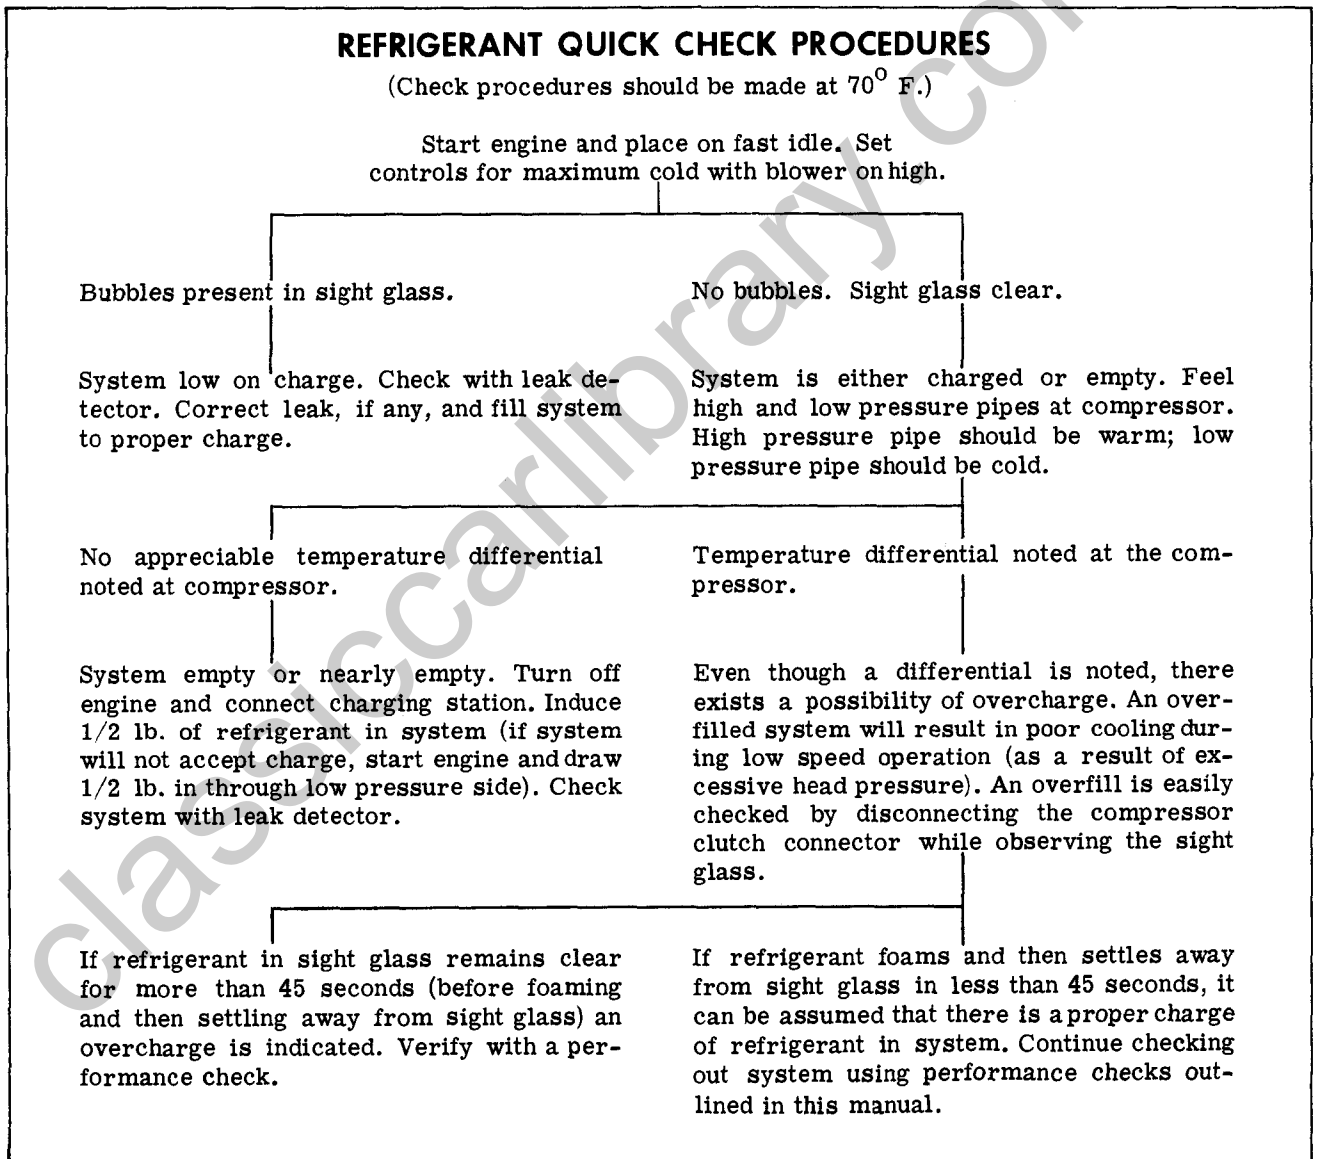 REFRIGERANT QUICK CHECK PROCEDURES
(Check procedures should be made at 70° F.)
Start engine and place on fast idle. Set
controls for maximum cold with blower on high.
Bubbles present in sight glass.
No bubbles. Sight glass clear.
System low on charge. Check with leak de-
tector. Correct leak, if any, and fill system
to proper charge.
System is either charged or empty. Feel
high and low pressure pipes at compressor.
High pressure pipe should be warm; low
pressure pipe should be cold.
No appreciable temperature differential
noted at compressor.
Temperature differential noted at the com-
pressor.
System empty or nearly empty. Turn off
engine and connect charging station. Induce
1/2 lb. of refrigerant in system (if system
will not accept charge, start engine and draw
1/2 lb. in through low pressure side). Check
system with leak detector.
Even though a differential is noted, there
exists a possibility of overcharge. An over-
filled system will result in poor cooling dur-
ing low speed operation (as a result of ex-
cessive head pressure). An overfill is easily
checked by disconnecting the compressor
clutch connector while observing the sight
glass.
If refrigerant in sight glass remains clear
for more than 45 seconds (before foaming
and then settling away from sight glass) an
overcharge is indicated. Verify with a per-
formance check.
If refrigerant foams and then settles away
from sight glass in less than 45 seconds, it
can be assumed that there is a proper charge
of refrigerant in system. Continue checking
out system using performance checks out-
lined in this manual.
classiccarlibrary.co